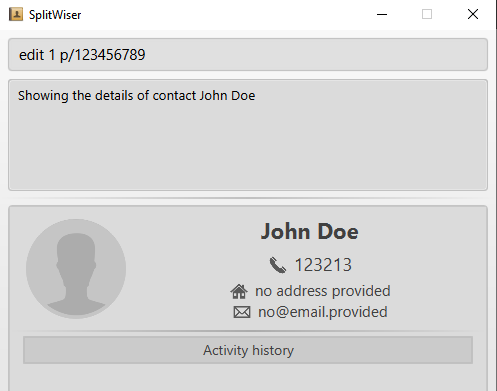 SplitWiser
edit 1 p/123456789
Showing the details of contact John Doe
John Doe
123213
no address provided
no@email.provided
Activity history